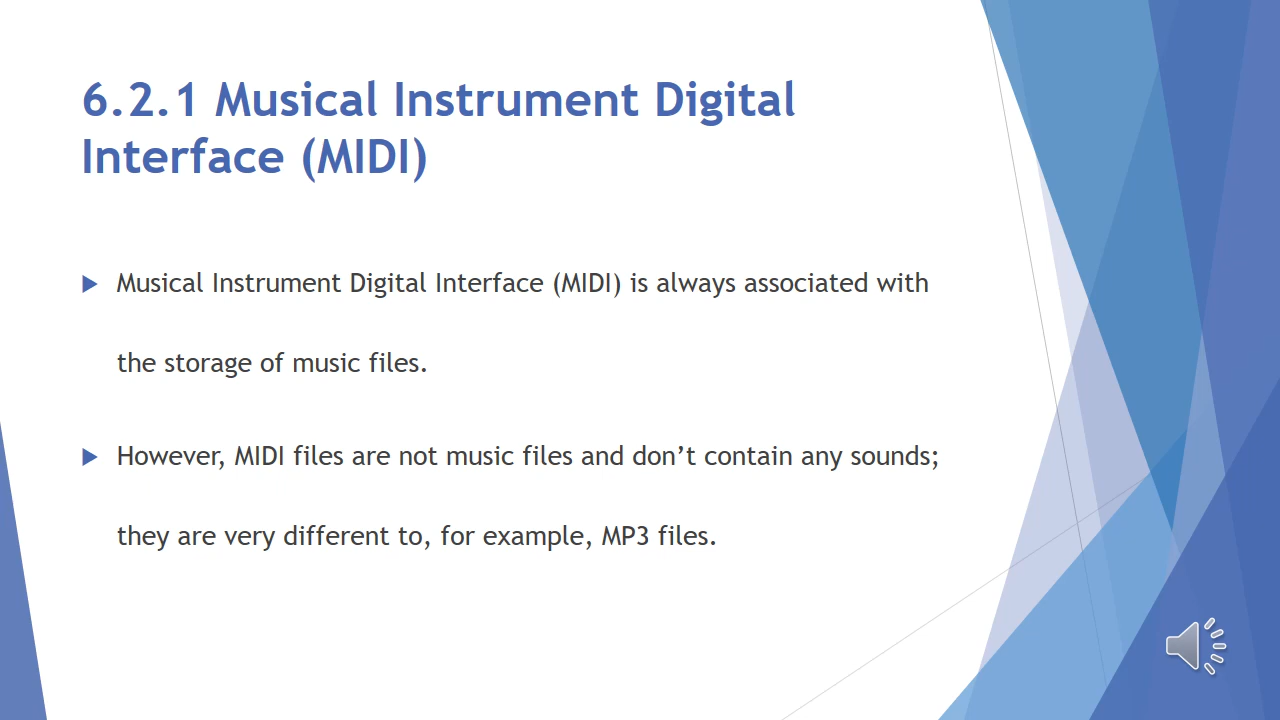 6.2.1 Musical Instrument Digital
Interface (MIDI)
Musical Instrument Digital Interface (MIDI) is always associated with
the storage of music files.
However, MIDI files are not music files and don’t contain any sounds;
they are very different to, for example, MP3 files.